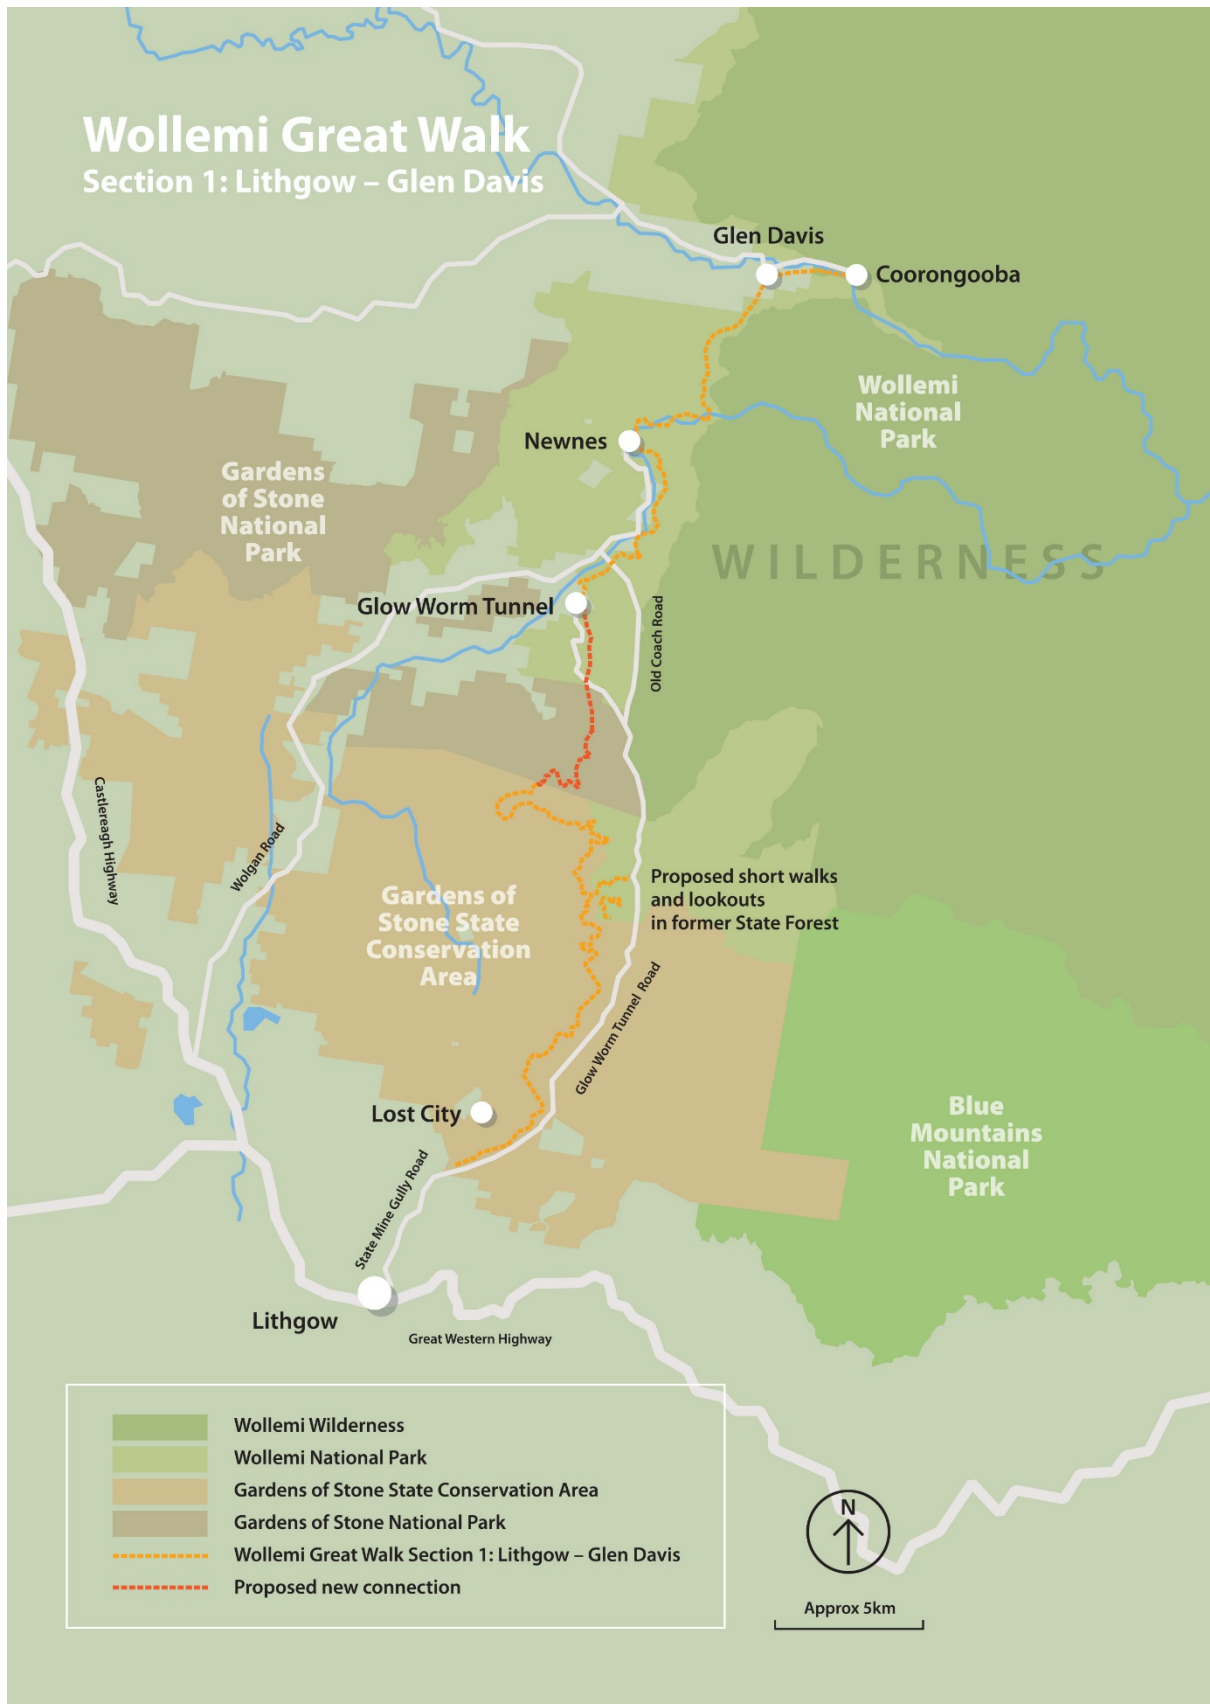 Wollemi Great Walk
Section 1: Lithgow – Glen Davis
Glen Davis
Coorongooba
Wollemi
National
Park
Newnes
Gardens
of Stone
National
Park
WILDERNESS
Glow Worm Tunnel
Old Coach Road
Castlereagh Highway
Wolgan Road
Proposed short walks
and lookouts
in former State Forest
Gardens of
Stone State
Conservation
Area
Glow Worm Tunnel Road
Lost City
Blue
Mountains
National
Park
State Mine Gully Road
Lithgow
Great Western Highway
Wollemi Wilderness
Wollemi National Park
Gardens of Stone State Conservation Area
Gardens of Stone National Park
Wollemi Great Walk Section 1: Lithgow – Glen Davis
Proposed new connection
N
Approx 5km